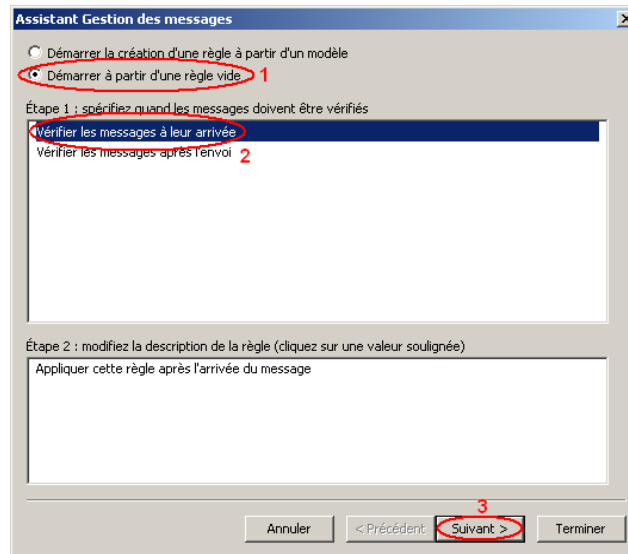 Assistant Gestion des messages
Démarrer la création d'une règle à partir d'un modèle
Démarrer à partir d'une règle vide 1
Étape 1 : spécifiez quand les messages doivent être vérifiés
Vérifier les messages à leur arrivée
Vérifier les messages après l'envoi 2
Étape 2 : modifiez la description de la règle (cliquez sur une valeur soulignée)
Appliquer cette règle après l'arrivée du message
3
Annuler < Précédent Suivant > Terminer